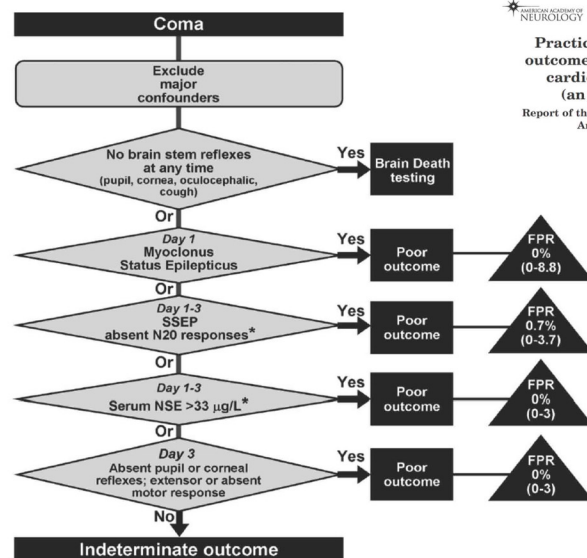 Coma
AMERICAN ACADEMY OF
NEUROLOGY
Exclude
major
confounders
No brain stem reflexes
at any time
(pupil, cornea, oculocephalic,
cough)
Yes
Brain Death
testing
Or
Day 1
Myoclonus
Status Epilepticus
Yes
Poor
outcome
FPR
0%
(0-8.8)
Or
Day 1-3
SSEP
absent N20 responses*
Yes
Poor
outcome
FPR
0.7%
(0-3.7)
Or
Day 1-3
Serum NSE >33 μg/L*
Yes
Poor
outcome
FPR
0%
(0-3)
Or
Day 3
Absent pupil or corneal
reflexes; extensor or absent
motor response
Yes
Poor
outcome
FPR
0%
(0-3)
No
Indeterminate outcome
Practic
outcome
cardi
(an
Report of the
Ar